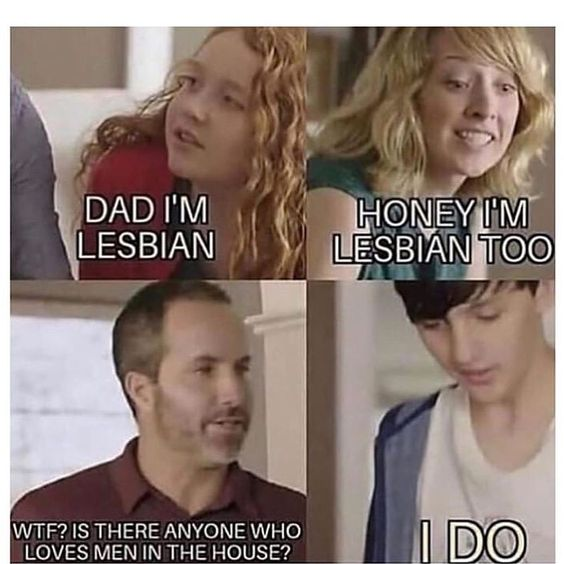 DAD I'M
LESBIAN
HONEY I'M
LESBIAN TOO
WTF? IS THERE ANYONE WHO
LOVES MEN IN THE HOUSE?
I DO